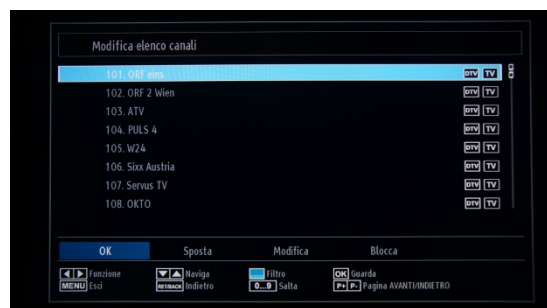 Modifica elenco canali
101. ORF eins DTV TV
102. ORF 2 Wien DTV TV
103. ATV DTV TV
104. PULS 4 DTV TV
105. W24 DTV TV
106. Sixx Austria DTV TV
107. Servus TV DTV TV
108. OKTO DTV TV
OK Sposta Modifica Blocca
Funzione Naviga Filtro OK Guarda
MENU Esci RET/BACK Indietro 0...9 Salta P+ P- Pagina AVANTI/INDIETRO